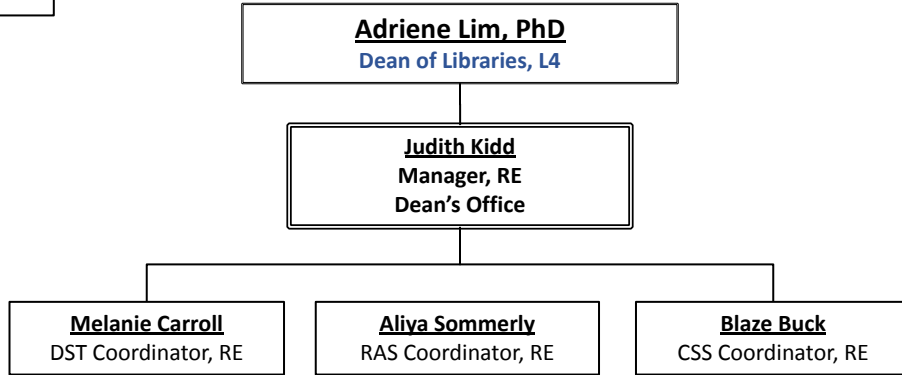 Adriene Lim, PhD
Dean of Libraries, L4
Judith Kidd
Manager, RE
Dean’s Office
Melanie Carroll
DST Coordinator, RE
Aliya Sommerly
RAS Coordinator, RE
Blaze Buck
CSS Coordinator, RE